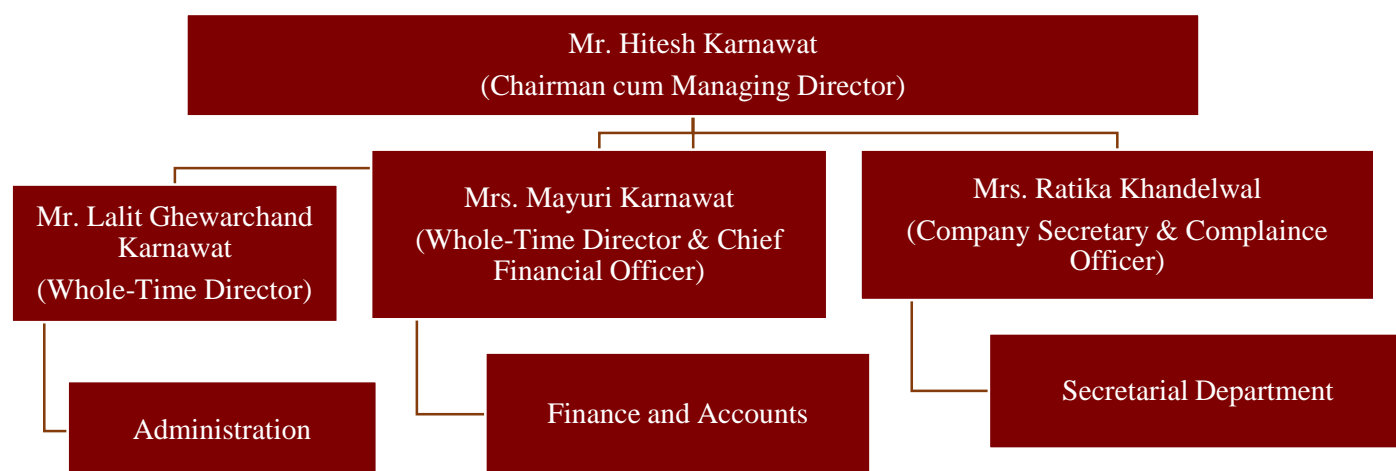 Mr. Hitesh Karnawat
(Chairman cum Managing Director)
Mr. Lalit Ghewarchand
Karnawat
(Whole-Time Director)
Mrs. Mayuri Karnawat
(Whole-Time Director & Chief
Financial Officer)
Mrs. Ratika Khandelwal
(Company Secretary & Complaince
Officer)
Administration
Finance and Accounts
Secretarial Department